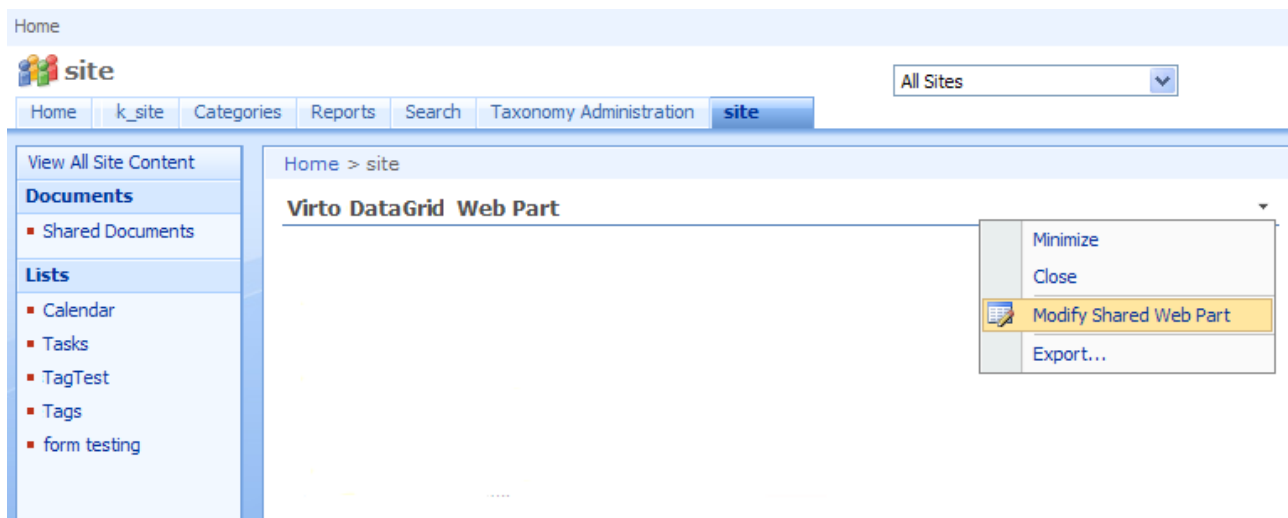 Home
site
All Sites
Home k_site Categories Reports Search Taxonomy Administration site
View All Site Content
Documents
Shared Documents
Lists
Calendar
Tasks
TagTest
Tags
form testing
Home > site
Virto DataGrid Web Part
Minimize
Close
Modify Shared Web Part
Export...